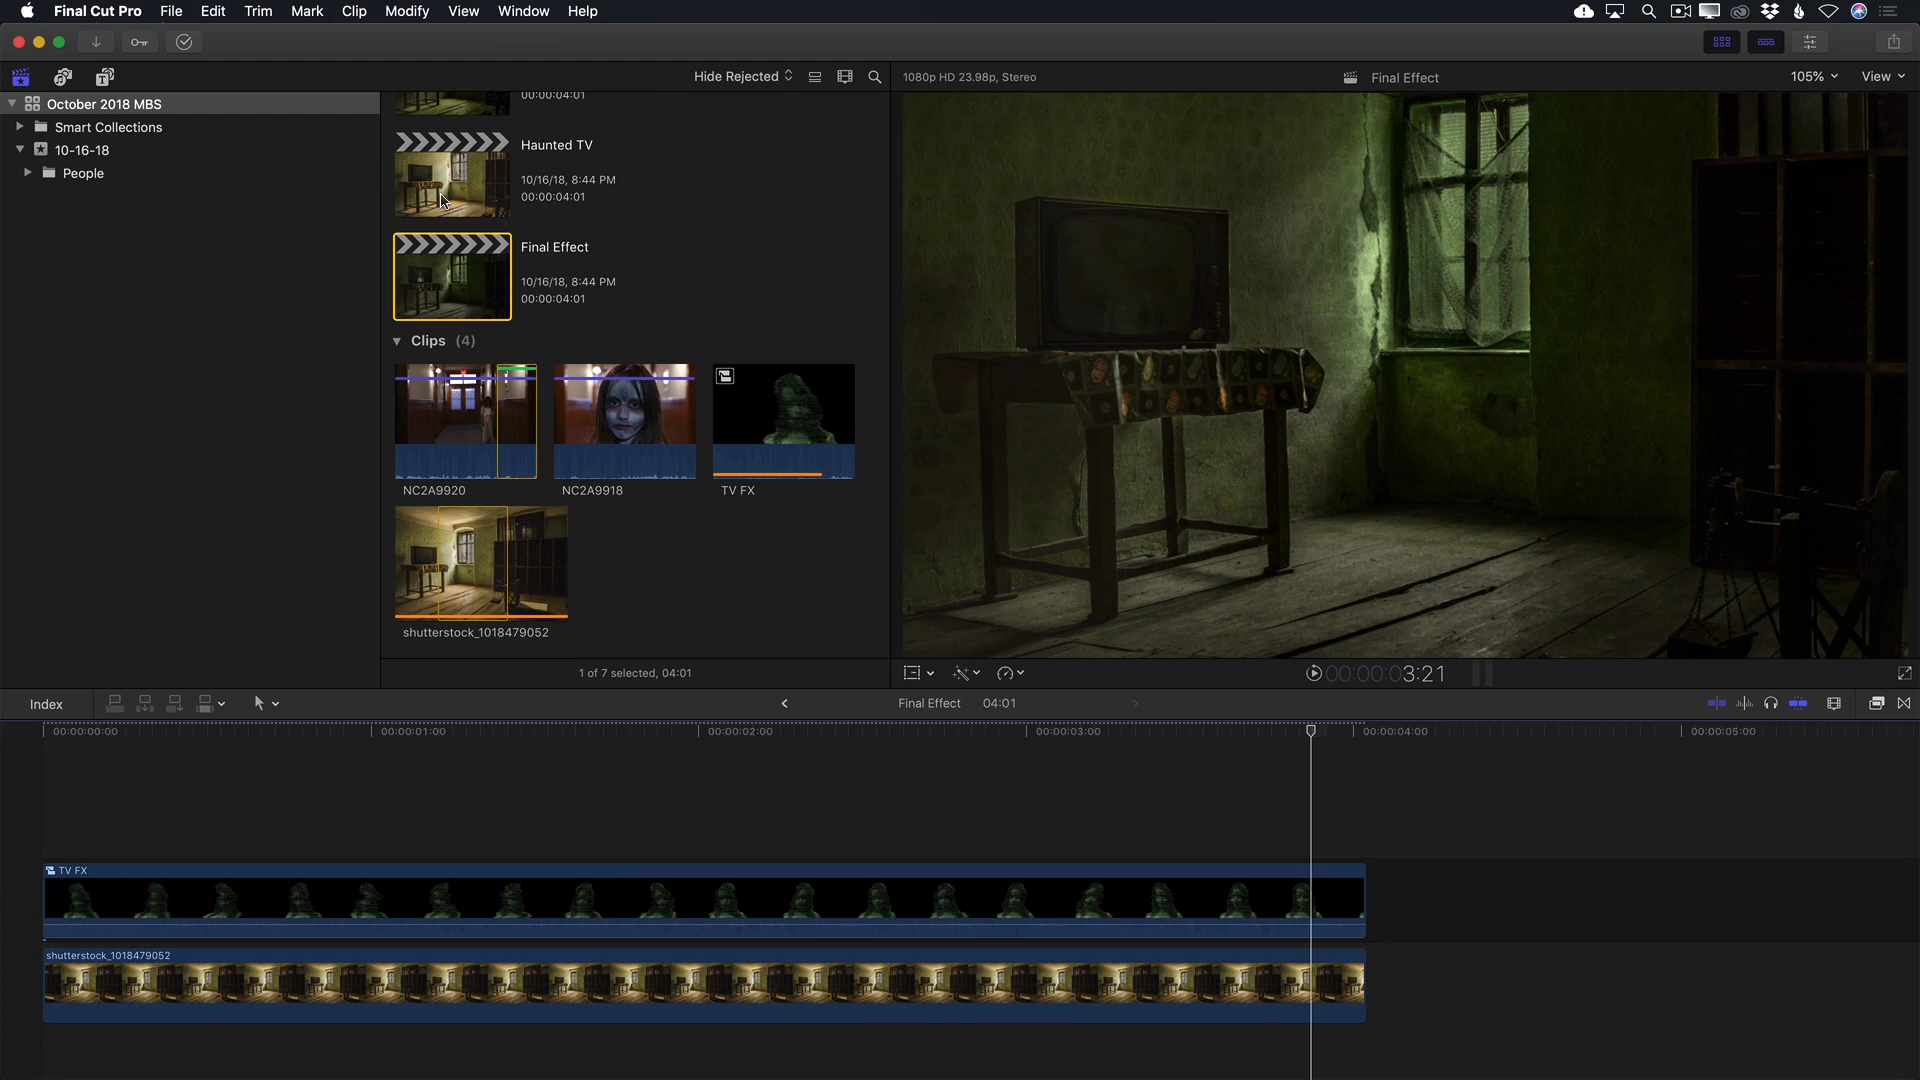 Final Cut Pro File Edit Trim Mark Clip Modify View Window Help
Hide Rejected
1080p HD 23.98p, Stereo
Final Effect
105%
View
October 2018 MBS
Smart Collections
10-16-18
People
00:00:04:01
Haunted TV
10/16/18, 8:44 PM
00:00:04:01
Final Effect
10/16/18, 8:44 PM
00:00:04:01
Clips (4)
NC2A9920
NC2A9918
TV FX
shutterstock_1018479052
1 of 7 selected, 04:01
00:00:03:21
Index
Final Effect 04:01
00:00:00:00
00:00:01:00
00:00:02:00
00:00:03:00
00:00:04:00
00:00:05:00
TV FX
shutterstock_1018479052